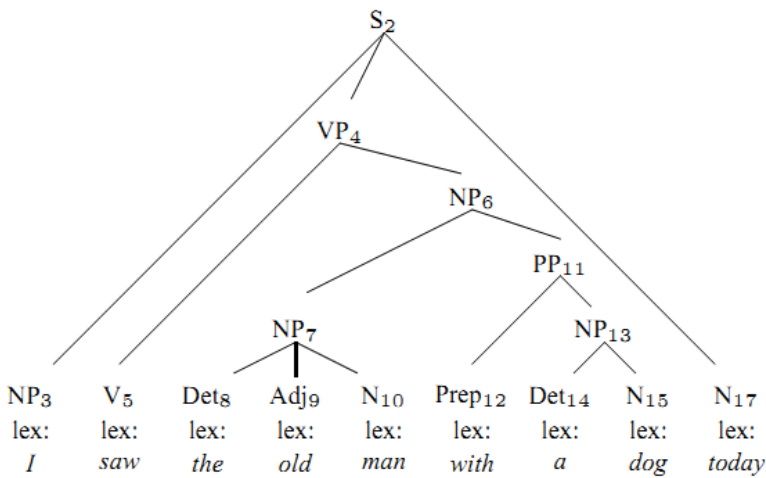 S₂
VP₄
NP₆
PP₁₁
NP₇ NP₁₃
NP₃ V₅ Det₈ Adj₉ N₁₀ Prep₁₂ Det₁₄ N₁₅ N₁₇
lex: lex: lex: lex: lex: lex: lex: lex: lex:
I saw the old man with a dog today